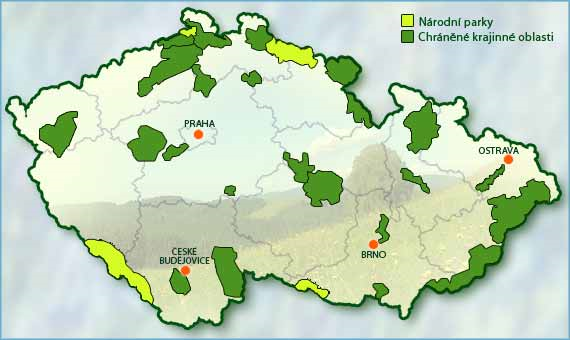 Národní parky
Chráněné krajinné oblasti
PRAHA
OSTRAVA
ČESKÉ
BUDĚJOVICE
BRNO